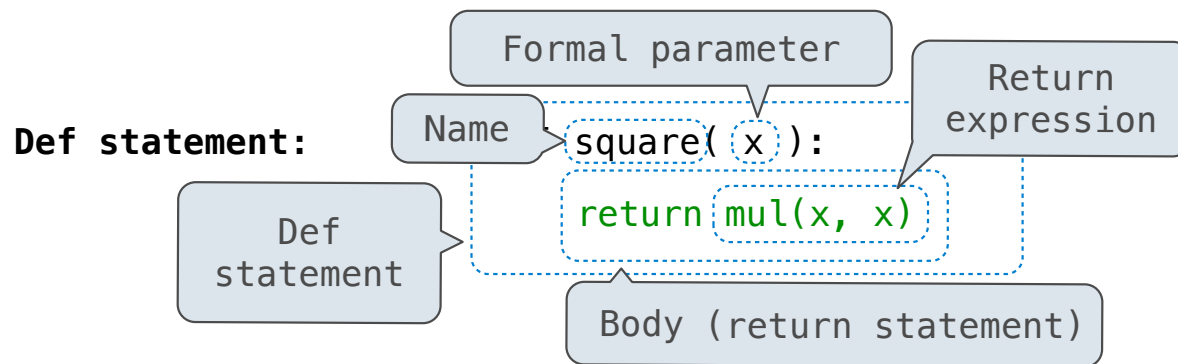 Formal parameter
Return
expression
Name
Def statement:
square( x ):
Def
statement
return mul(x, x)
Body (return statement)